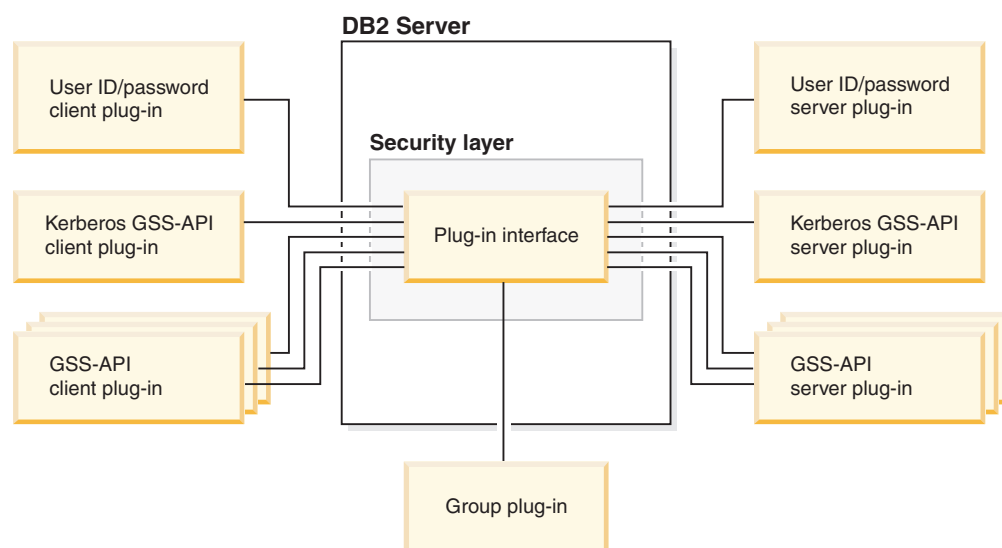 DB2 Server
User ID/password
client plug-in
User ID/password
server plug-in
Security layer
Kerberos GSS-API
client plug-in
Plug-in interface
Kerberos GSS-API
server plug-in
GSS-API
client plug-in
GSS-API
server plug-in
Group plug-in